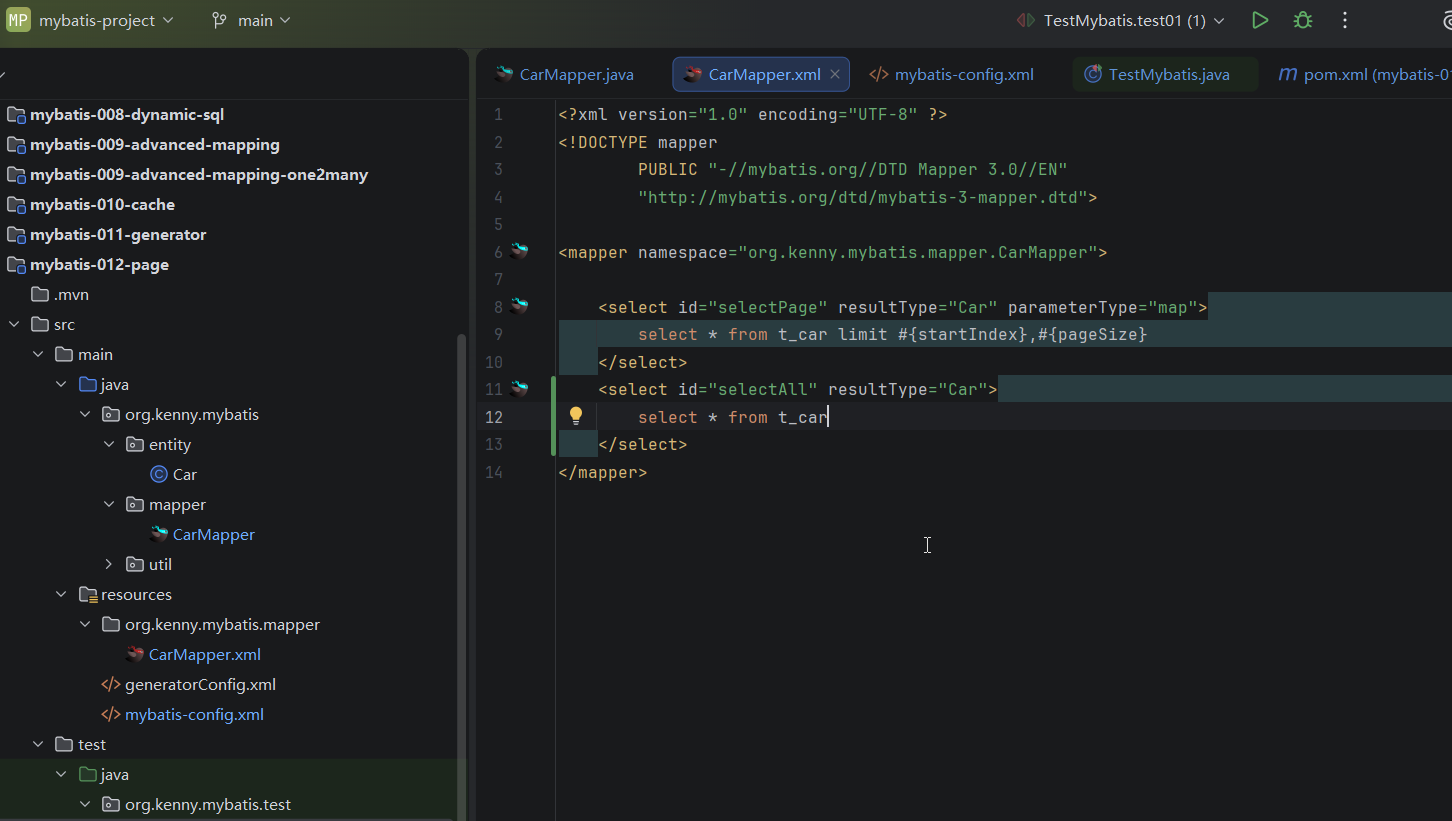 MP mybatis-project main TestMybatis.test01 (1)
CarMapper.java CarMapper.xml mybatis-config.xml TestMybatis.java pom.xml (mybatis-01
mybatis-008-dynamic-sql
mybatis-009-advanced-mapping
mybatis-009-advanced-mapping-one2many
mybatis-010-cache
mybatis-011-generator
mybatis-012-page
.mvn
src
main
java
org.kenny.mybatis
entity
Car
mapper
CarMapper
util
resources
org.kenny.mybatis.mapper
CarMapper.xml
generatorConfig.xml
mybatis-config.xml
test
java
org.kenny.mybatis.test
1 <?xml version="1.0" encoding="UTF-8" ?>
2 <!DOCTYPE mapper
3 PUBLIC "-//mybatis.org//DTD Mapper 3.0//EN"
4 "http://mybatis.org/dtd/mybatis-3-mapper.dtd">
5
6 <mapper namespace="org.kenny.mybatis.mapper.CarMapper">
7
8 <select id="selectPage" resultType="Car" parameterType="map">
9 select * from t_car limit #{startIndex},#{pageSize}
10 </select>
11 <select id="selectAll" resultType="Car">
12 select * from t_car
13 </select>
14 </mapper>